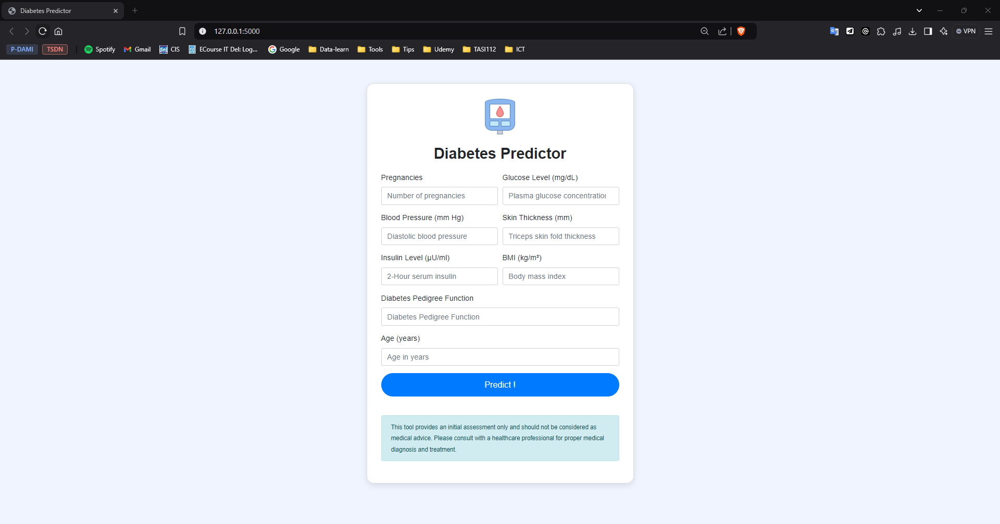 Diabetes Predictor
127.0.0.1:5000
VPN
P-DAMI TSDN Spotify Gmail del CIS ECourse IT Del: Log... Google Data-learn Tools Tips Udemy TASI112 ICT
Diabetes Predictor
Pregnancies Glucose Level (mg/dL)
Number of pregnancies Plasma glucose concentration
Blood Pressure (mm Hg) Skin Thickness (mm)
Diastolic blood pressure Triceps skin fold thickness
Insulin Level (µU/ml) BMI (kg/m²)
2-Hour serum insulin Body mass index
Diabetes Pedigree Function
Diabetes Pedigree Function
Age (years)
Age in years
Predict !
This tool provides an initial assessment only and should not be considered as
medical advice. Please consult with a healthcare professional for proper medical
diagnosis and treatment.